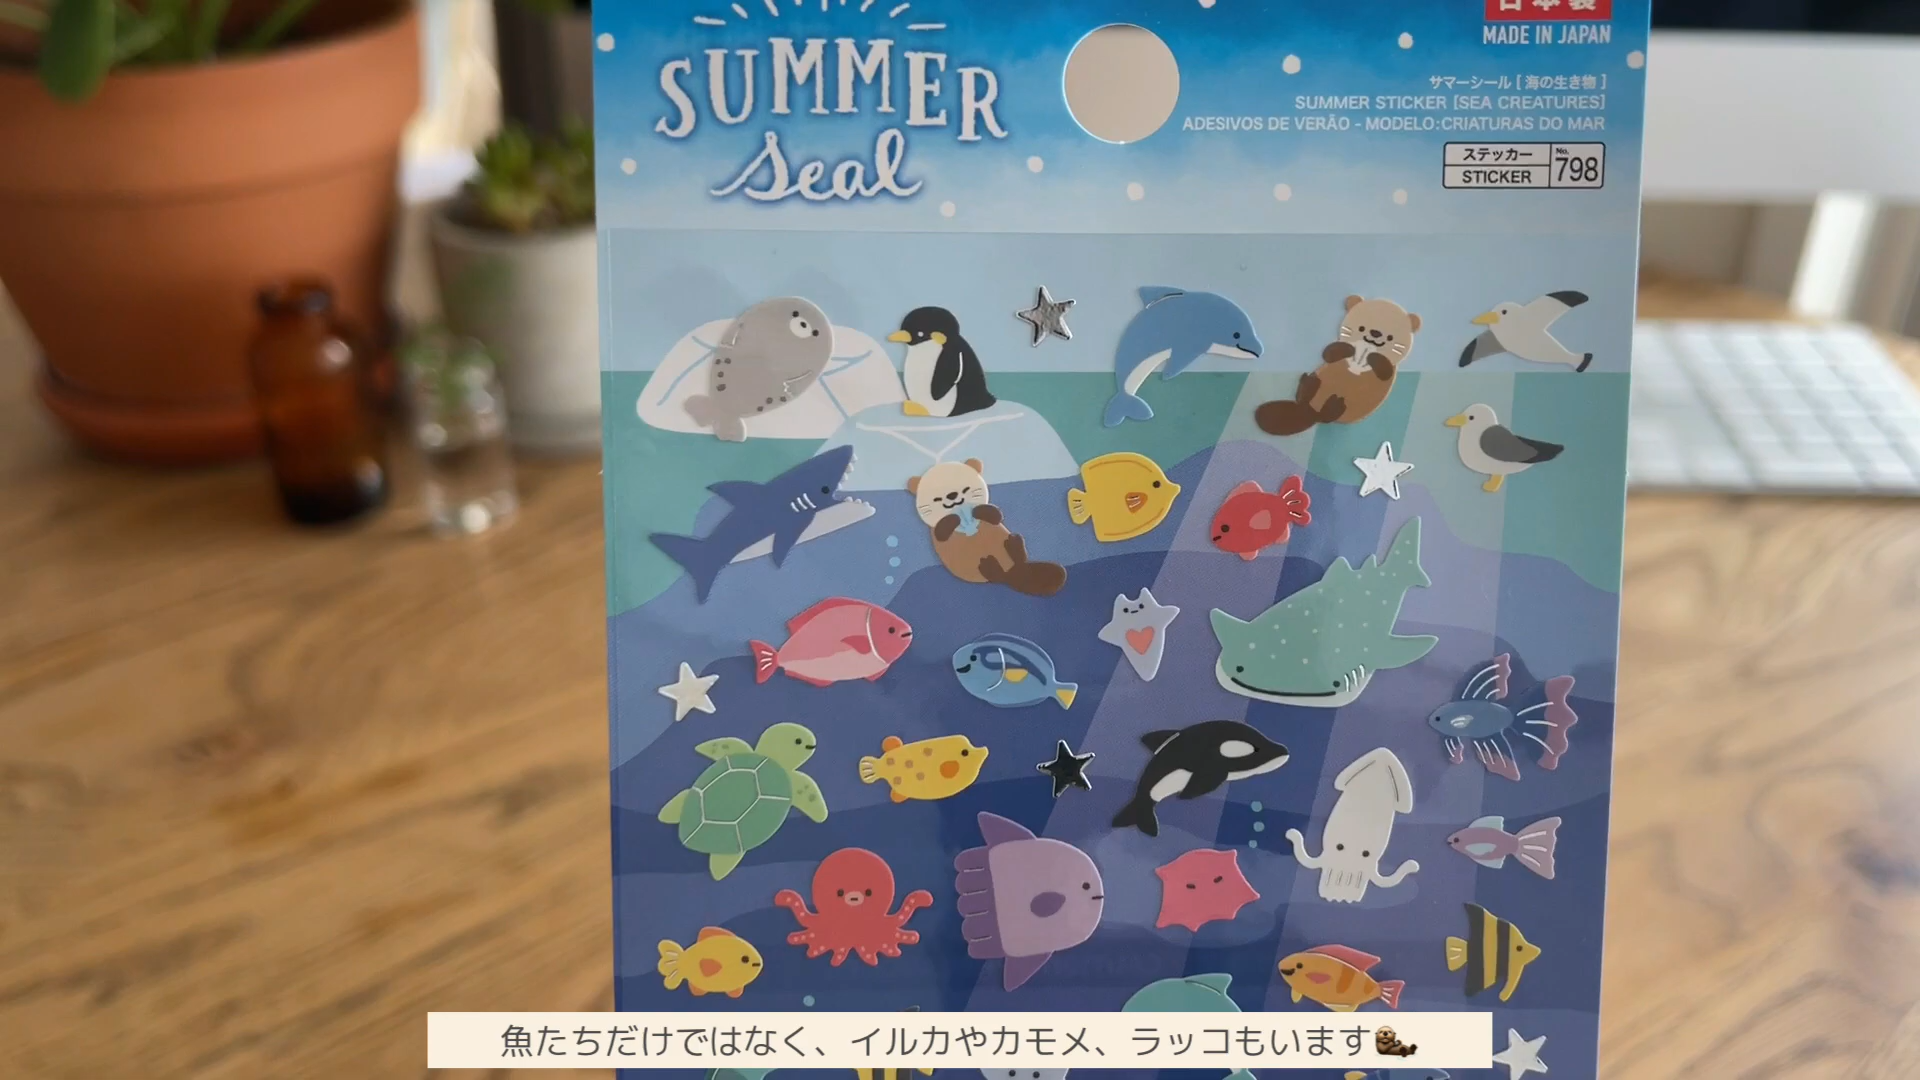 SUMMER
Seal
日本製
MADE IN JAPAN
サマーシール [ 海の生き物 ]
SUMMER STICKER [SEA CREATURES]
ADESIVOS DE VERÃO - MODELO:CRIATURAS DO MAR
ステッカー
STICKER
No.
798
魚たちだけではなく、イルカやカモメ、ラッコもいます🦦